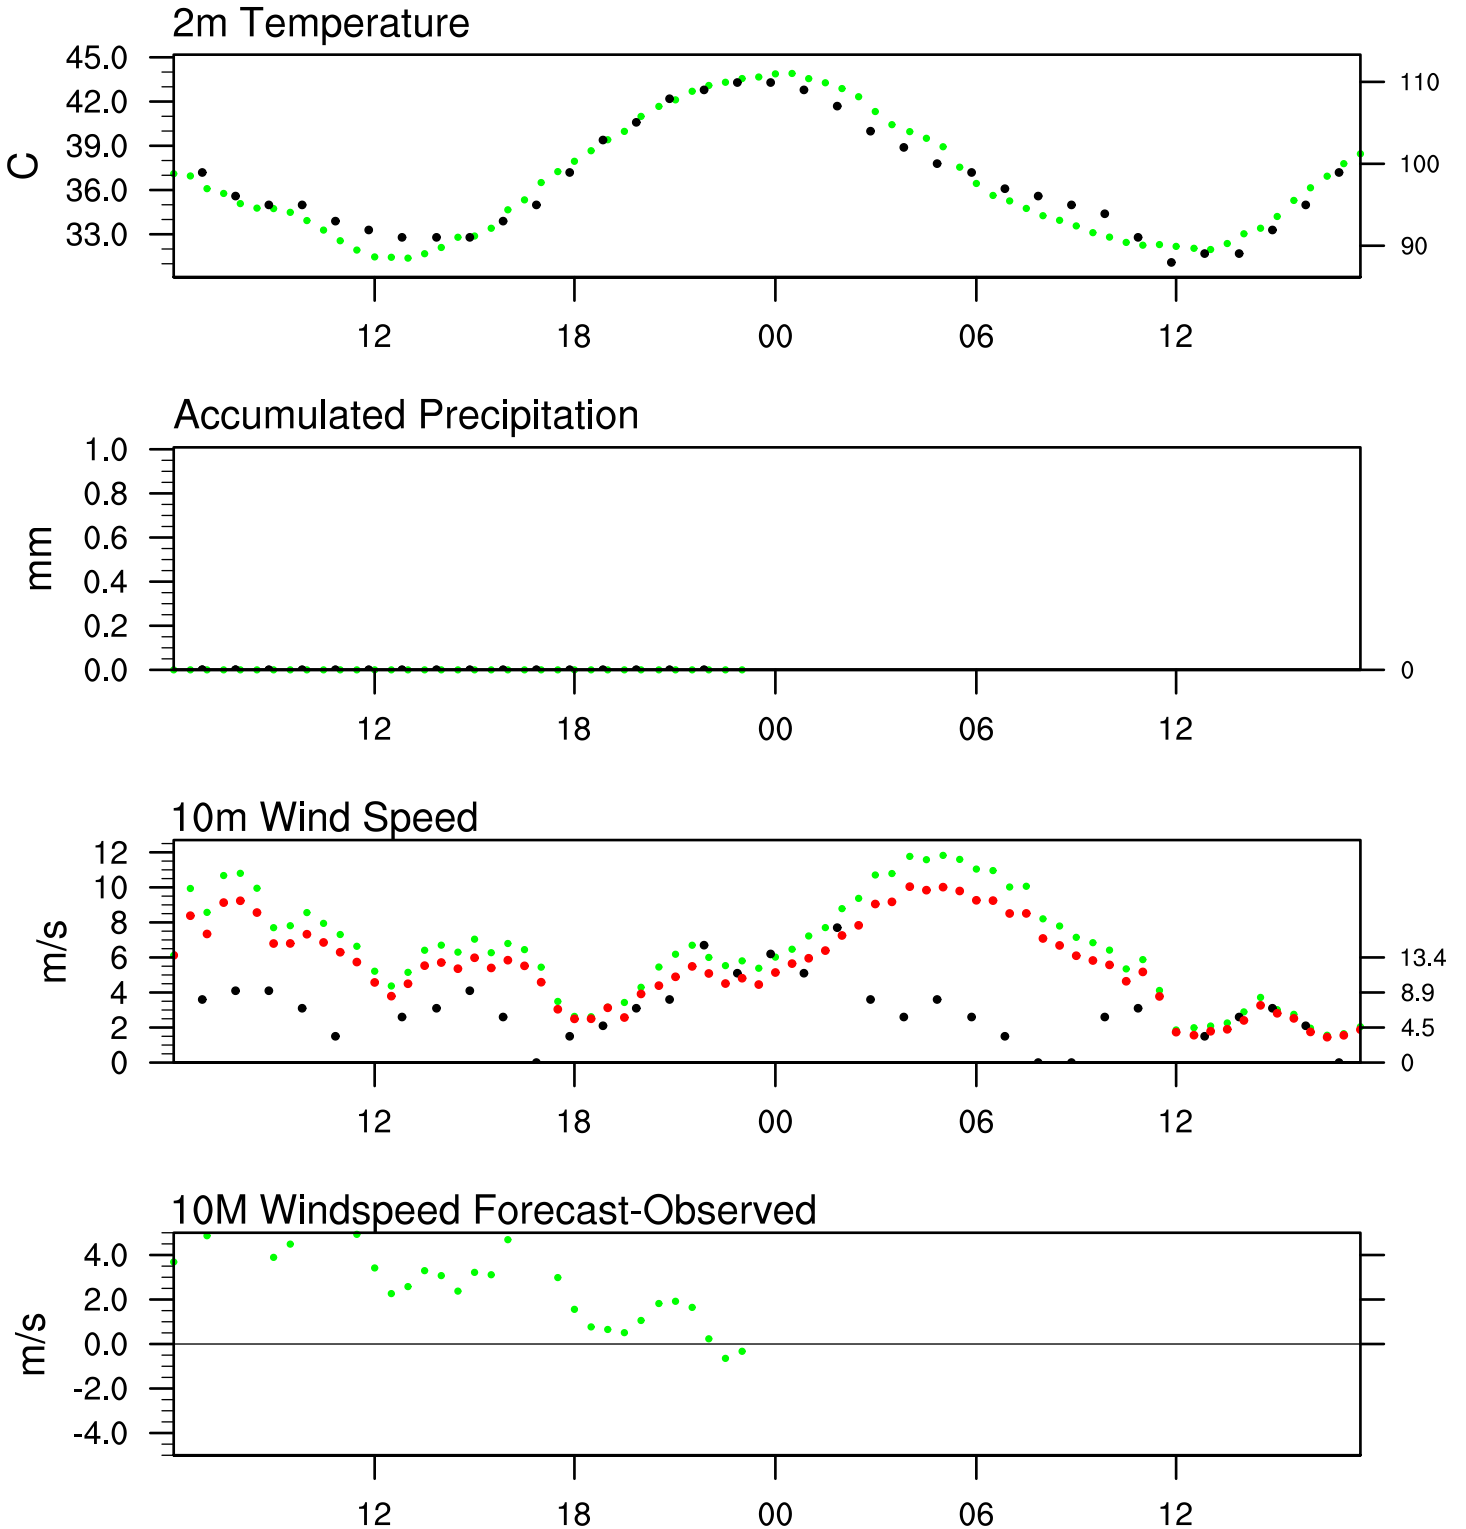 2m Temperature
45.0
42.0
39.0
36.0
33.0
C
110
100
90
12 18 00 06 12
Accumulated Precipitation
1.0
0.8
0.6
0.4
0.2
0.0
mm
0
12 18 00 06 12
10m Wind Speed
12
10
8
6
4
2
0
m/s
13.4
8.9
4.5
0
12 18 00 06 12
10M Windspeed Forecast-Observed
4.0
2.0
0.0
-2.0
-4.0
m/s
12 18 00 06 12